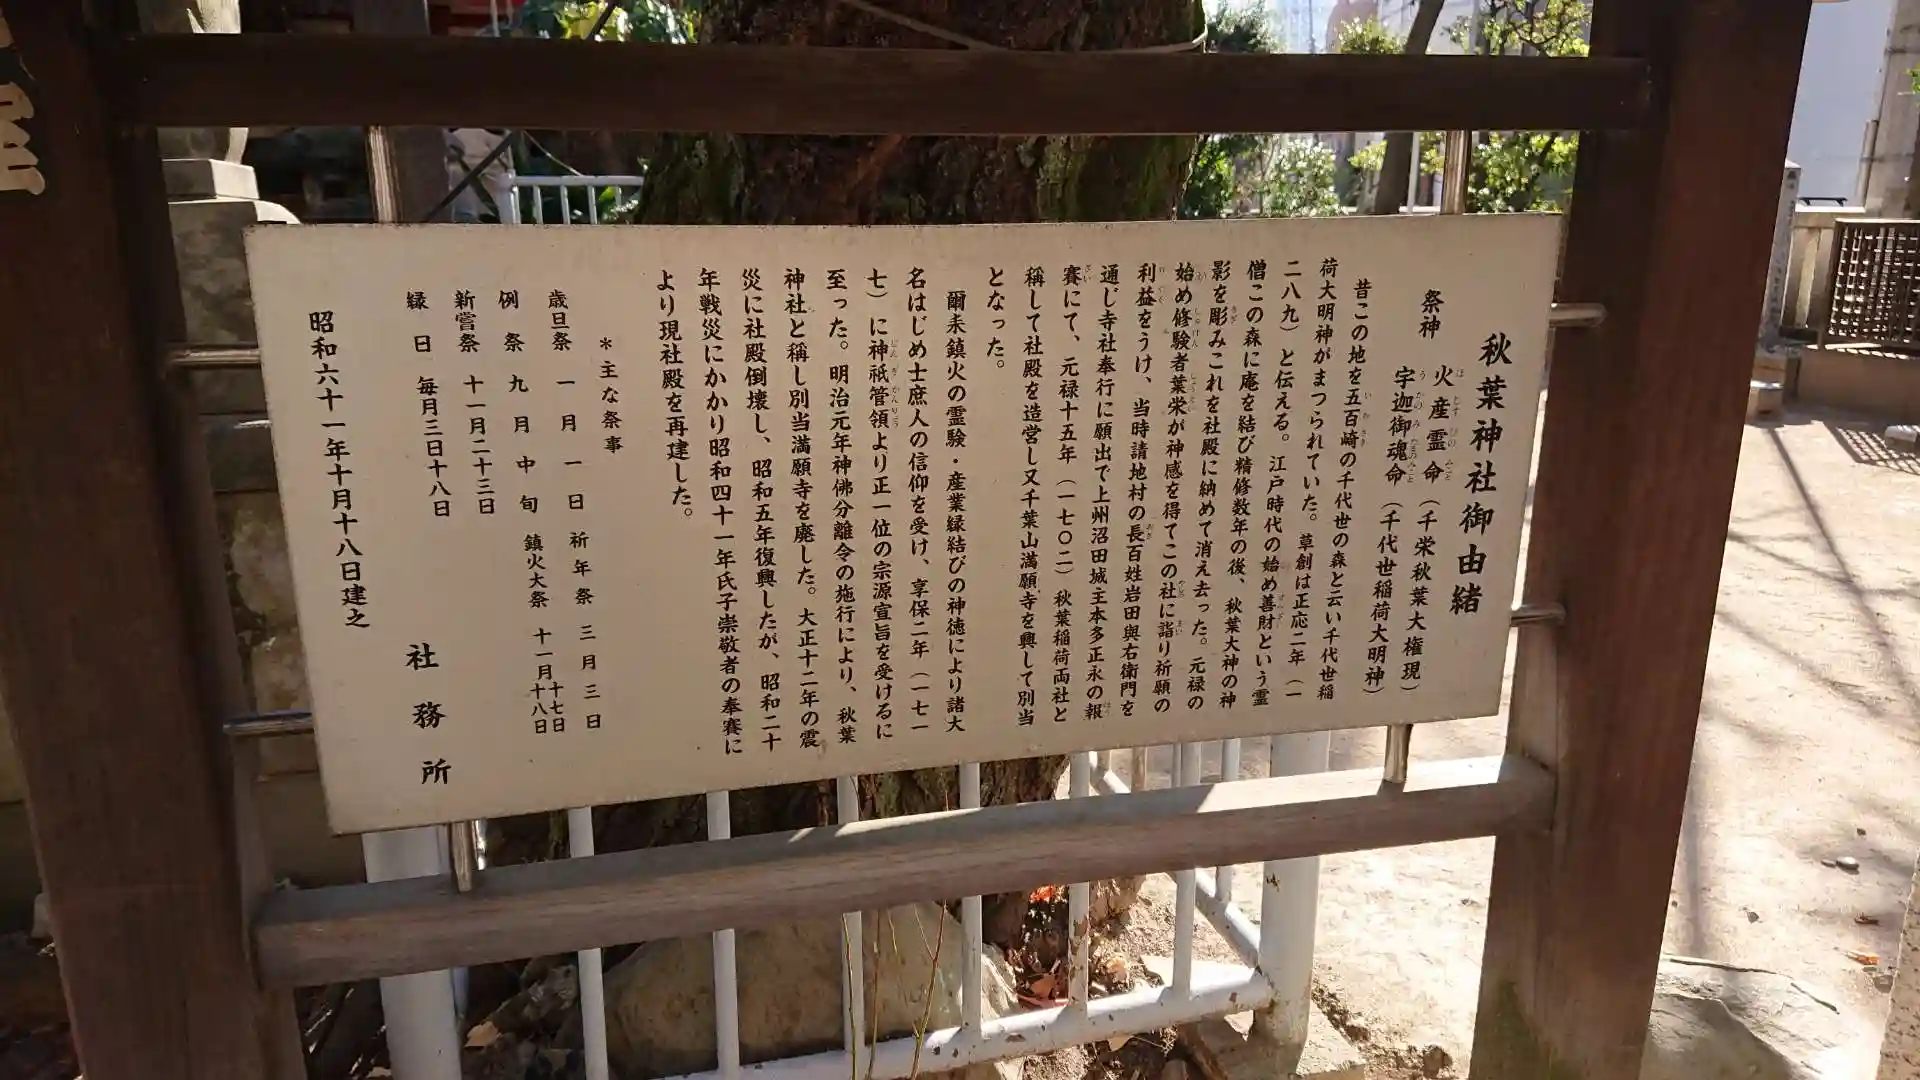 秋葉神社御由緒
祭神
火産霊命（千栄秋葉大権現）
宇迦御魂命（千代世稲荷大明神）
昔この地を五百崎の千代世の森と云い千代世稲
荷大明神がまつられていた。草創は正応二年（一
二八九）と伝える。江戸時代の始め善財という霊
僧この森に庵を結び精修数年の後、秋葉大神の神
影を彫みこれを社殿に納めて消え去った。元禄の
始め修験者葉栄が神感を得てこの社に詣り祈願の
利益をうけ、当時請地村の長百姓岩田與右衛門を
通じ寺社奉行に願出で上州沼田城主本多正永の報
賽にて、元禄十五年（一七〇二）秋葉稲荷両社と
稱して社殿を造営し又千葉山満願寺を興して別当
となった。
爾来鎮火の霊験・産業縁結びの神徳により諸大
名はじめ士庶人の信仰を受け、享保二年（一七一
七）に神祇管領より正一位の宗源宣旨を受けるに
至った。明治元年神佛分離令の施行により、秋葉
神社と稱し別当満願寺を廃した。大正十二年の震
災に社殿倒壊し、昭和五年復興したが、昭和二十
年戦災にかかり昭和四十一年氏子崇敬者の奉賽に
より現社殿を再建した。
＊主な祭事
歳旦祭 一月一日 祈年祭 三月三日
例祭 九月中旬 鎮火大祭 十一月十七日十八日
新嘗祭 十一月二十三日
縁日 毎月三日十八日
昭和六十一年十月十八日建之
社務所